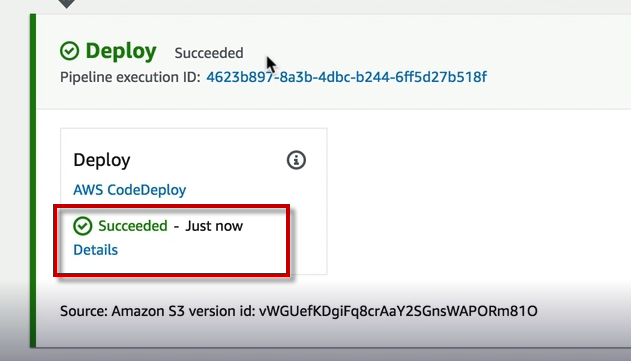 Deploy Succeeded
Pipeline execution ID: 4623b897-8a3b-4dbc-b244-6ff5d27b518f
Deploy
AWS CodeDeploy
Succeeded - Just now
Details
Source: Amazon S3 version id: vWGUefKDgiFq8crAaY2SGnsWAPORm81O